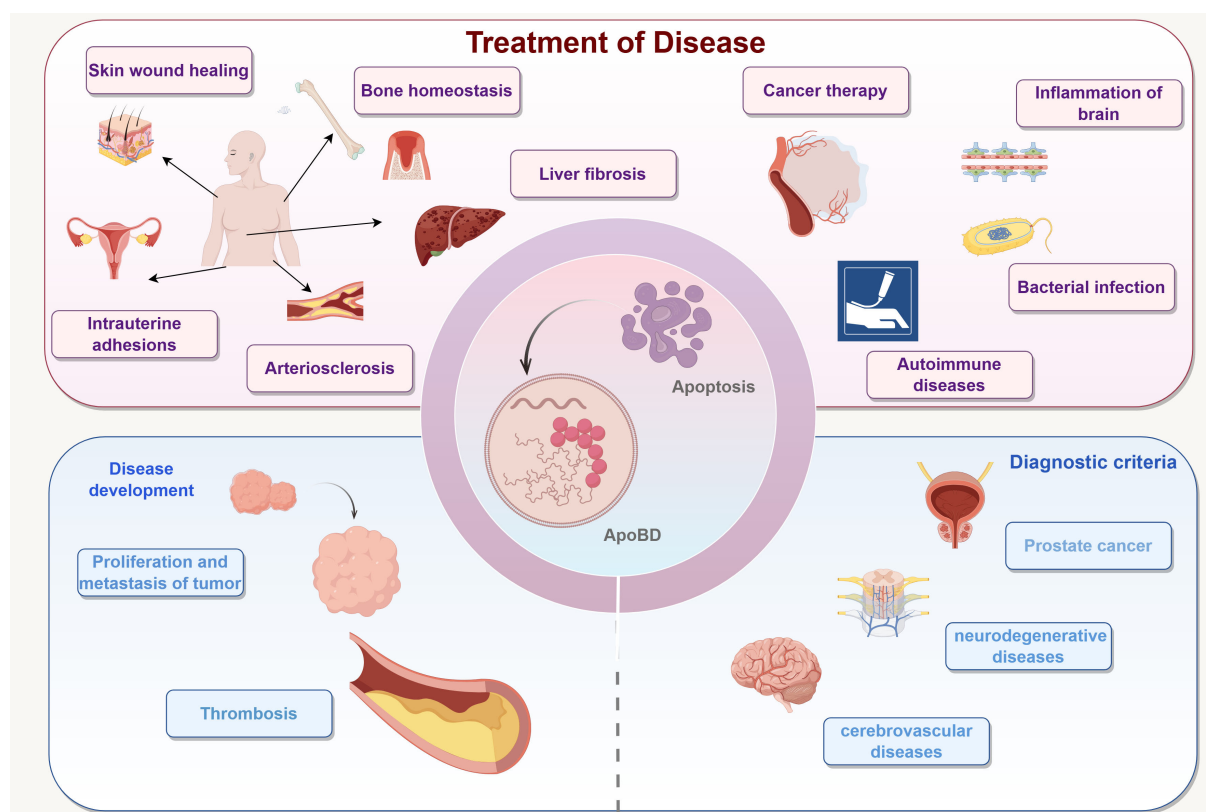 Treatment of Disease
Skin wound healing
Bone homeostasis
Liver fibrosis
Intrauterine
adhesions
Arteriosclerosis
Cancer therapy
Inflammation of
brain
Bacterial infection
Autoimmune
diseases
Apoptosis
ApoBD
Disease
development
Proliferation and
metastasis of tumor
Thrombosis
Diagnostic criteria
Prostate cancer
neurodegenerative
diseases
cerebrovascular
diseases